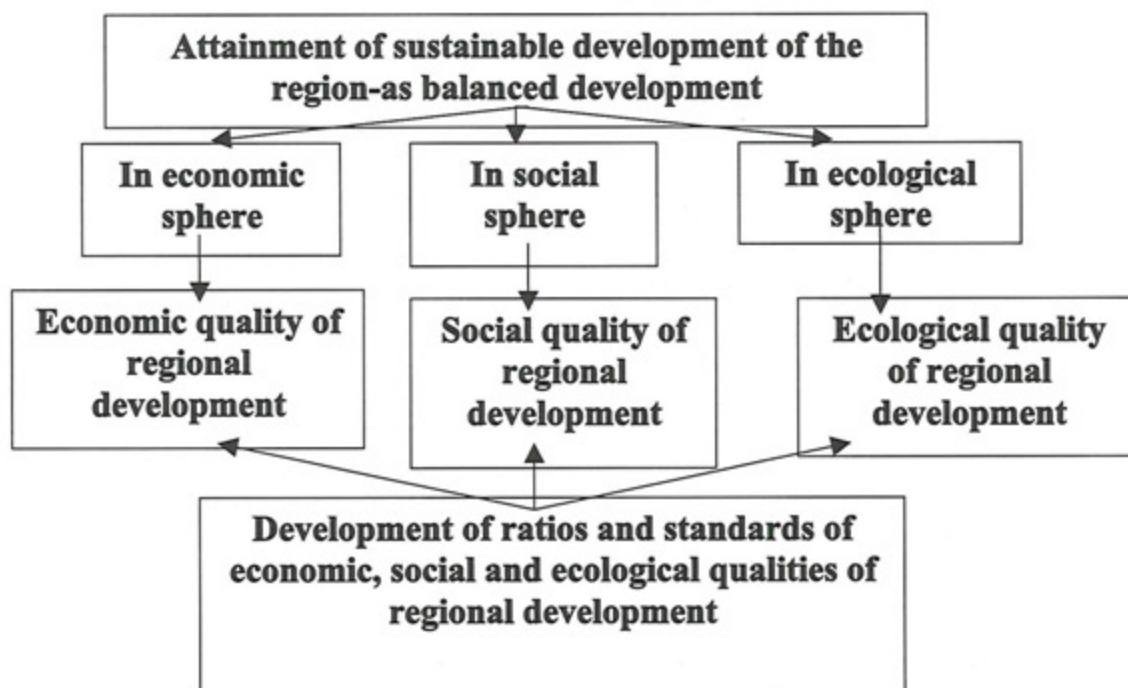 Attainment of sustainable development of the
region-as balanced development
In economic
sphere
In social
sphere
In ecological
sphere
Economic quality of
regional
development
Social quality of
regional
development
Ecological quality
of regional
development
Development of ratios and standards of
economic, social and ecological qualities of
regional development